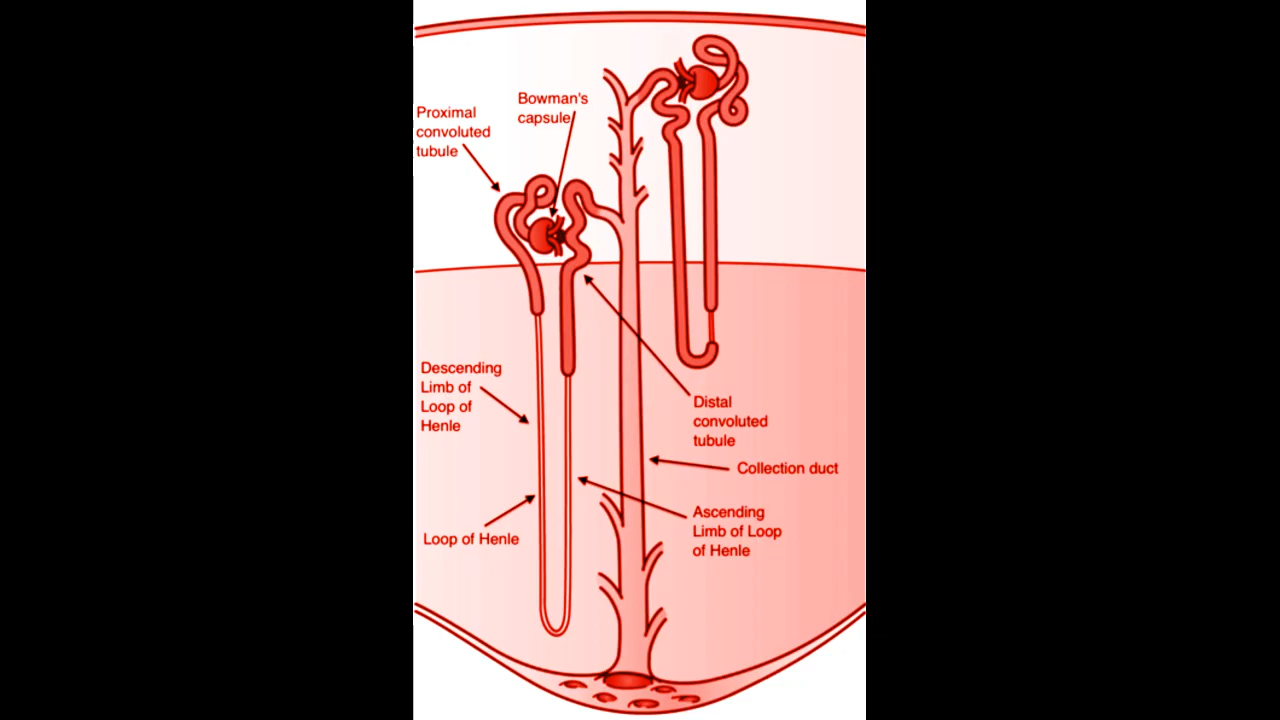 Bowman's
capsule
Proximal
convoluted
tubule
Descending
Limb of
Loop of
Henle
Distal
convoluted
tubule
Collection duct
Ascending
Limb of Loop
of Henle
Loop of Henle